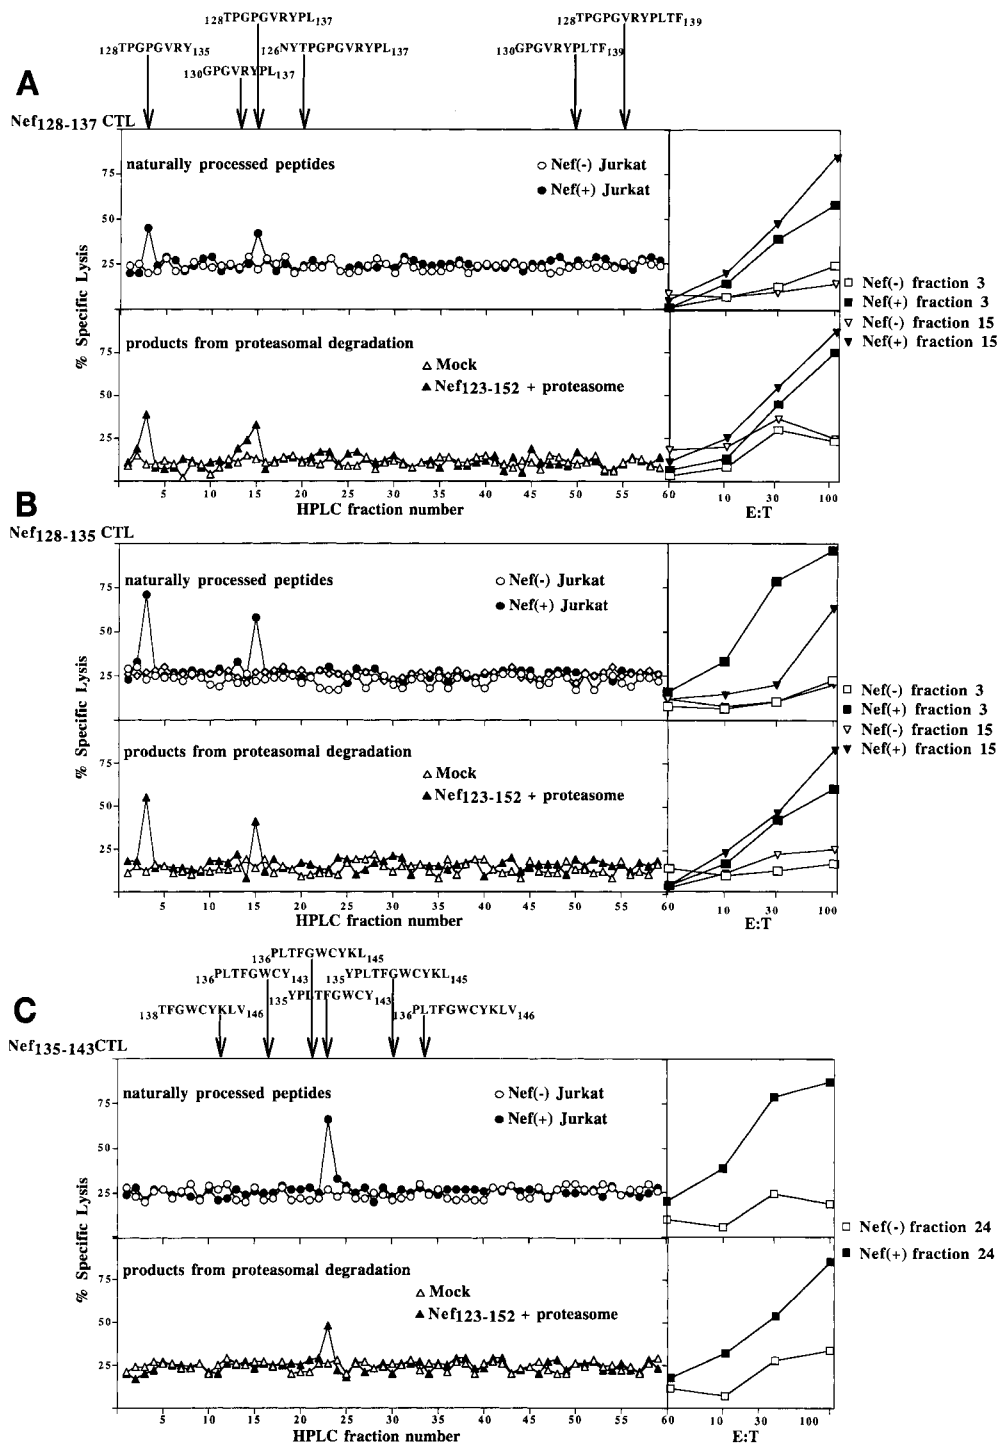 128TPGPGVRYPL137
128TPGPGVRYPLTF139
128TPGPGVRY135
126NYTPGPGVRYPL137
130GPGVRYPLTF139
130GPGVRYPL137
A
Nef128-137 CTL
naturally processed peptides
Nef(-) Jurkat
Nef(+) Jurkat
75
50
25
Nef(-) fraction 3
Nef(+) fraction 3
Nef(-) fraction 15
Nef(+) fraction 15
% Specific Lysis
products from proteasomal degradation
Mock
Nef123-152 + proteasome
75
50
25
5 10 15 20 25 30 35 40 45 50 55 60 10 30 100
HPLC fraction number E:T
B
Nef128-135 CTL
naturally processed peptides
Nef(-) Jurkat
Nef(+) Jurkat
75
50
25
Nef(-) fraction 3
Nef(+) fraction 3
Nef(-) fraction 15
Nef(+) fraction 15
% Specific Lysis
products from proteasomal degradation
Mock
Nef123-152 + proteasome
75
50
25
5 10 15 20 25 30 35 40 45 50 55 60 10 30 100
HPLC fraction number E:T
136PLTFGWCYKL145
136PLTFGWCY143 135YPLTFGWCYKL145
135YPLTFGWCY143
138TFGWCYKLV146 136PLTFGWCYKLV146
C
Nef135-143CTL
naturally processed peptides
Nef(-) Jurkat
Nef(+) Jurkat
75
50
25
Nef(-) fraction 24
Nef(+) fraction 24
% Specific Lysis
products from proteasomal degradation
Mock
Nef123-152 + proteasome
75
50
25
5 10 15 20 25 30 35 40 45 50 55 60 10 30 100
HPLC fraction number E:T